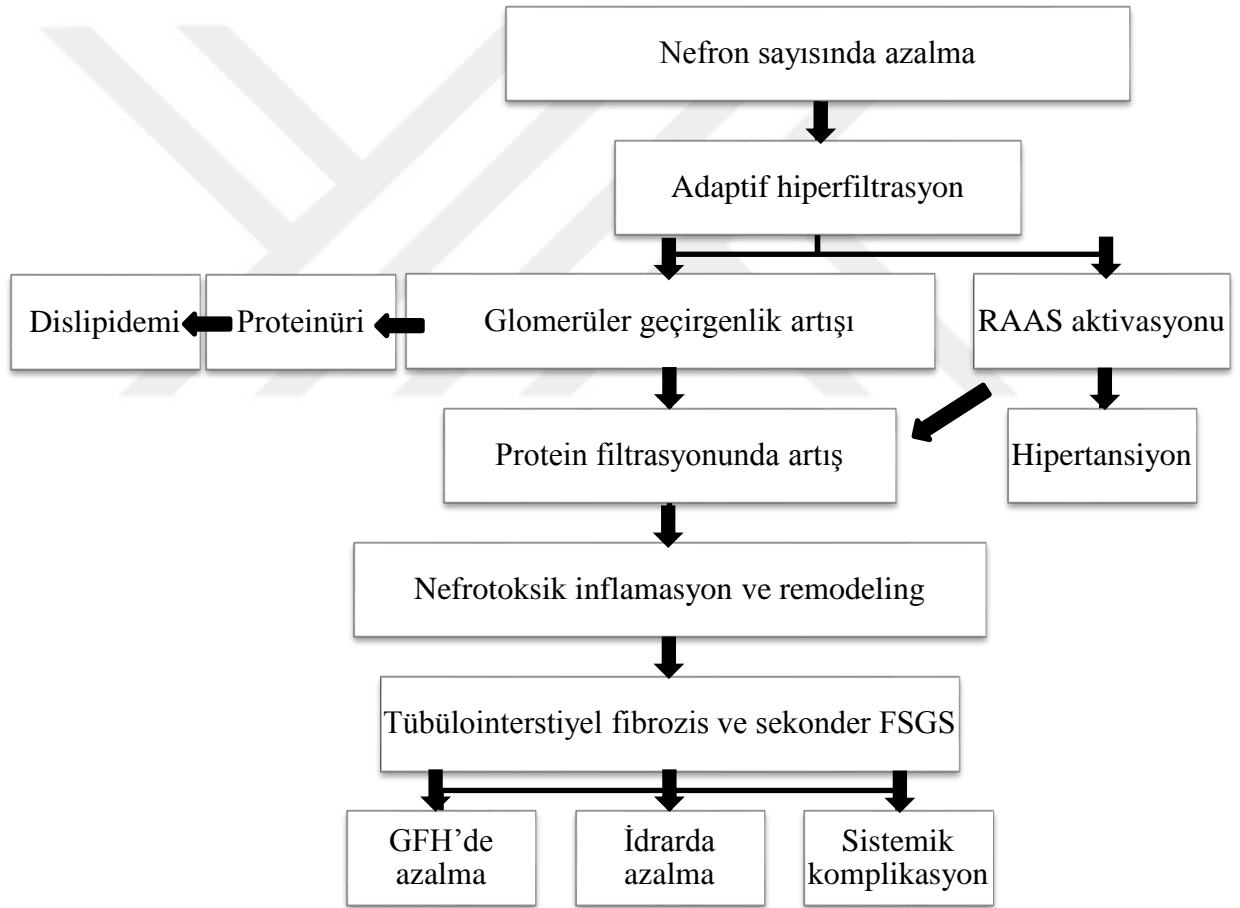 Nefron sayısında azalma
Adaptif hiperfiltrasyon
Dislipidemi
Proteinüri
Glomerüler geçirgenlik artışı
RAAS aktivasyonu
Protein filtrasyonunda artış
Hipertansiyon
Nefrotoksik inflamasyon ve remodeling
Tübülointerstiyel fibrozis ve sekonder FSGS
GFH’de
azalma
İdrarda
azalma
Sistemik
komplikasyon